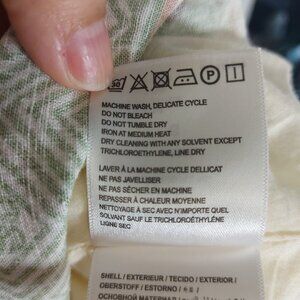 30 P
MACHINE WASH, DELICATE CYCLE
DO NOT BLEACH
DO NOT TUMBLE DRY
IRON AT MEDIUM HEAT
DRY CLEANING WITH ANY SOLVENT EXCEPT
TRICHLOROETHYLENE, LINE DRY
LAVER À LA MACHINE CYCLE DELLICAT
NE PAS JAVELLISER
NE PAS SÉCHER EN MACHINE
REPASSER À CHALEUR MOYENNE
NETTOYAGE À SEC AVEC N'IMPORTE QUEL
SOLVANT SAUF LE TRICHLOROÉTHYLÈNE
LIGNE SEC
SHELL / EXTERIEUR / TECIDO / EXTERIOR /
OBERSTOFF / ESTERNO /
ОСНОВНОЙ МАТЕРИАЛ /